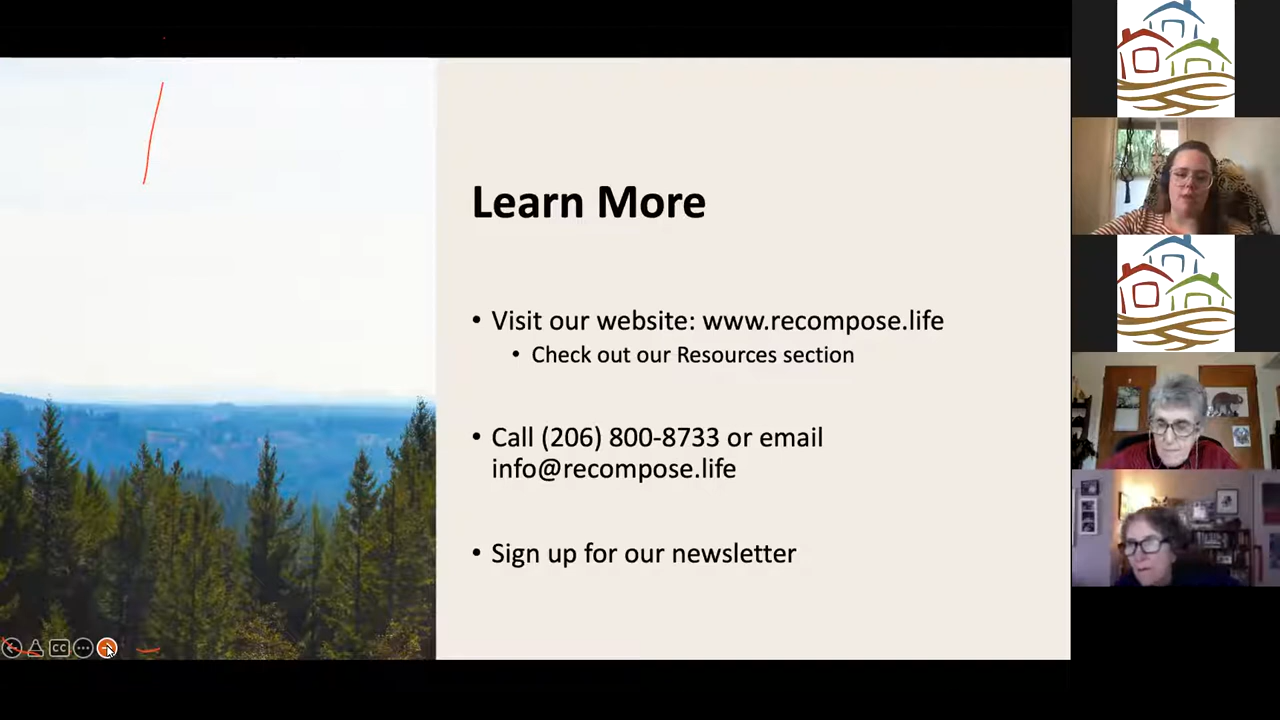 Learn More
• Visit our website: www.recompose.life
• Check out our Resources section
• Call (206) 800-8733 or email
info@recompose.life
• Sign up for our newsletter
CC